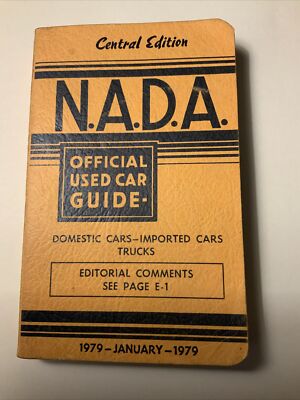 Central Edition
N.A.D.A.
OFFICIAL
USED CAR
GUIDE-
DOMESTIC CARS—IMPORTED CARS
TRUCKS
EDITORIAL COMMENTS
SEE PAGE E-1
1979—JANUARY—1979